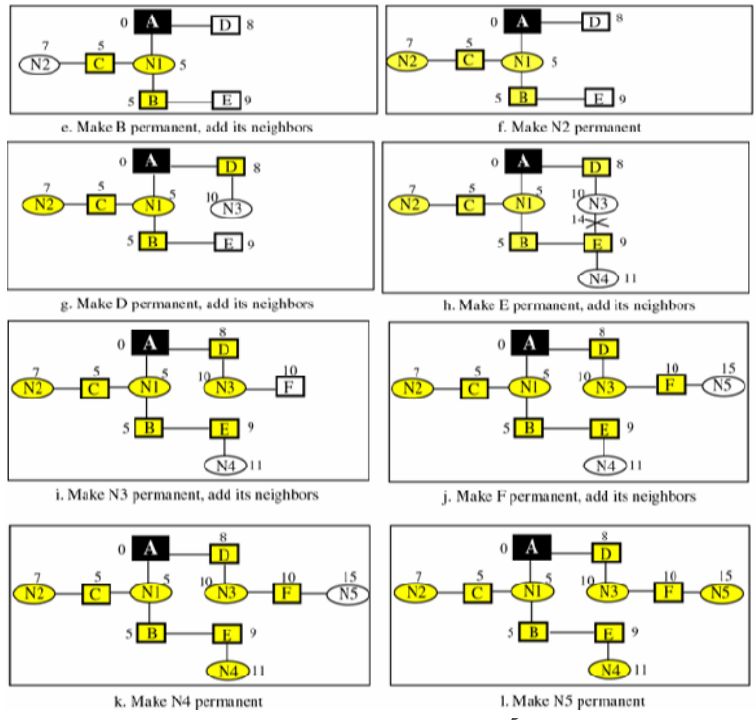 0 A D 8
7 5
N2 C N1 5
5 B E 9
e. Make B permanent, add its neighbors
0 A D 8
7 5
N2 C N1 5
5 B E 9
f. Make N2 permanent
0 A D 8
7 5 5 10
N2 C N1 N3
5 B E 9
g. Make D permanent, add its neighbors
0 A D 8
7 5 5 10
N2 C N1 N3
14
5 B E 9
N4 11
h. Make E permanent, add its neighbors
8
0 A D
7 5 5 10 10
N2 C N1 N3 F
5 B E 9
N4 11
i. Make N3 permanent, add its neighbors
8
0 A D
7 5 5 10 10 15
N2 C N1 N3 F N5
5 B E 9
N4 11
j. Make F permanent, add its neighbors
8
0 A D
7 5 5 10 10 15
N2 C N1 N3 F N5
5 B E 9
N4 11
k. Make N4 permanent
8
0 A D
7 5 5 10 10 15
N2 C N1 N3 F N5
5 B E 9
N4 11
l. Make N5 permanent